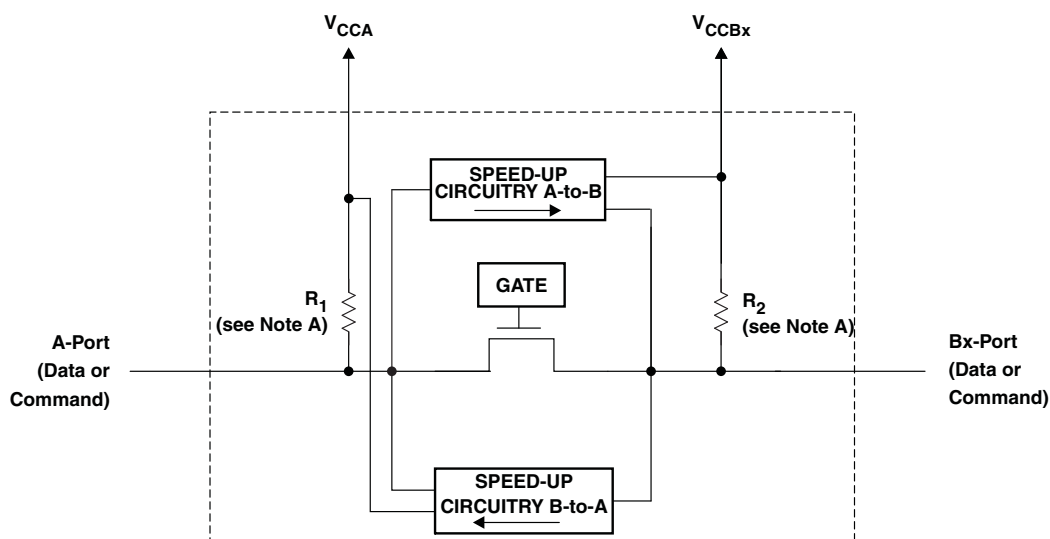 VCCA
VCCBx
SPEED-UP
CIRCUITRY A-to-B
GATE
R1
(see Note A)
R2
(see Note A)
A-Port
(Data or
Command)
Bx-Port
(Data or
Command)
SPEED-UP
CIRCUITRY B-to-A